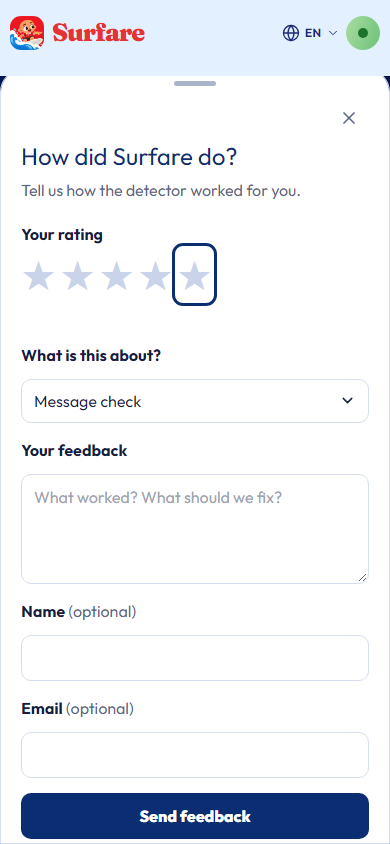 Surfare
EN
How did Surfare do?
Tell us how the detector worked for you.
Your rating
What is this about?
Message check
Your feedback
What worked? What should we fix?
Name (optional)
Email (optional)
Send feedback